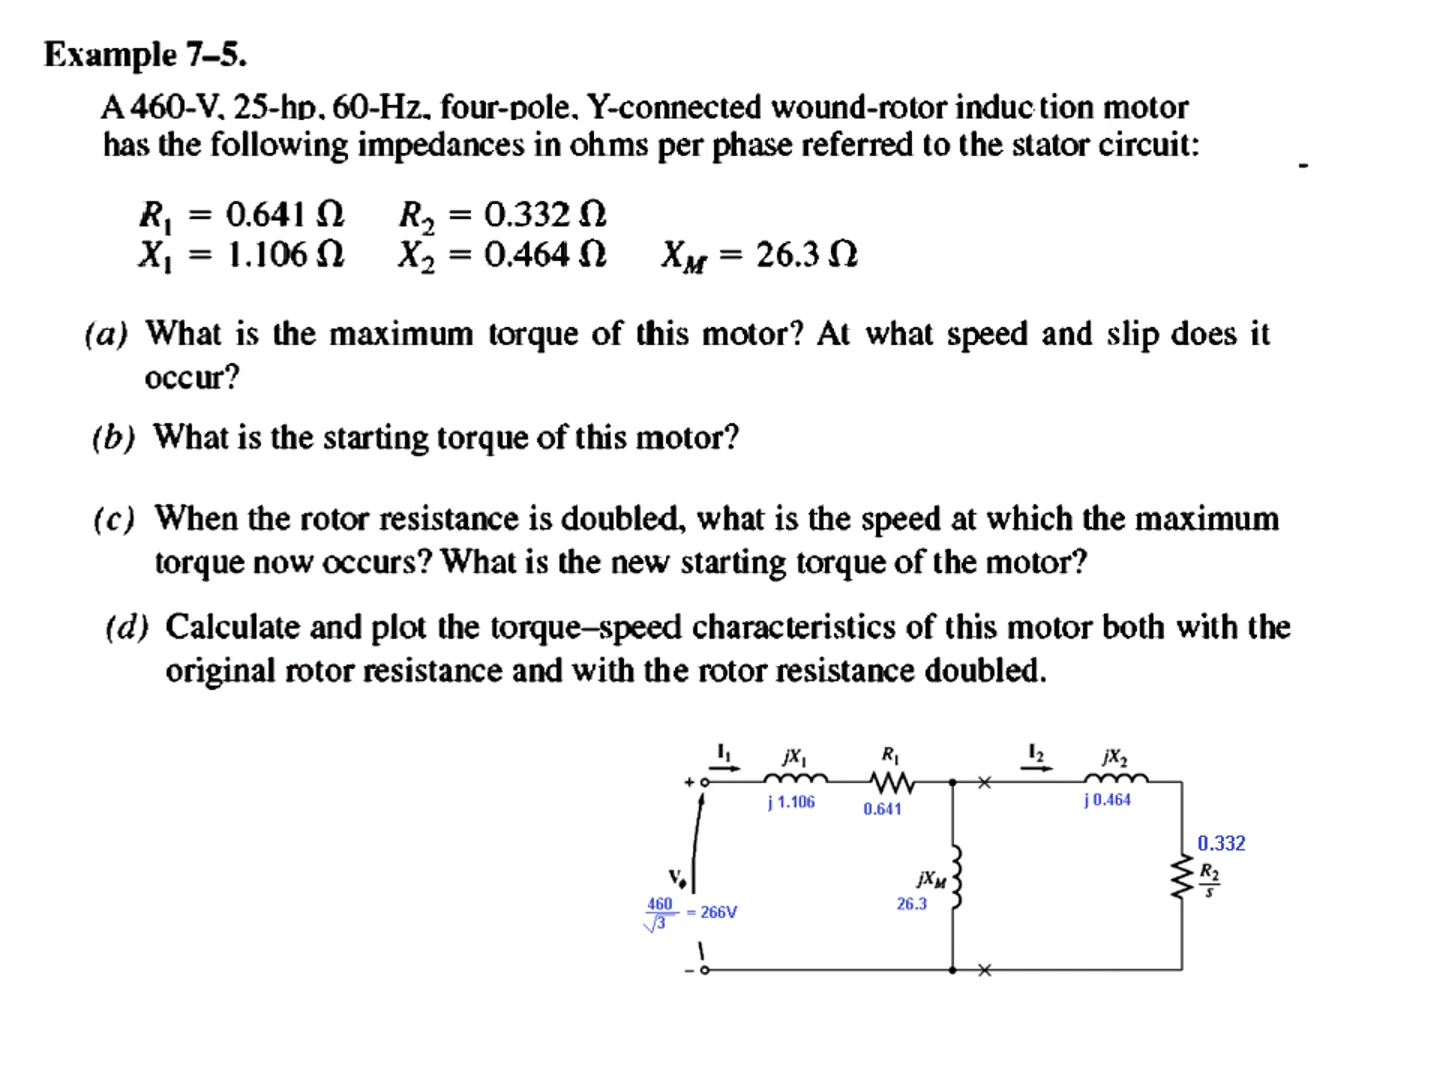 Example 7–5.
A 460-V, 25-hp, 60-Hz, four-pole, Y-connected wound-rotor induction motor
has the following impedances in ohms per phase referred to the stator circuit:
R₁ = 0.641 Ω R₂ = 0.332 Ω
X₁ = 1.106 Ω X₂ = 0.464 Ω X_M = 26.3 Ω
(a) What is the maximum torque of this motor? At what speed and slip does it
occur?
(b) What is the starting torque of this motor?
(c) When the rotor resistance is doubled, what is the speed at which the maximum
torque now occurs? What is the new starting torque of the motor?
(d) Calculate and plot the torque–speed characteristics of this motor both with the
original rotor resistance and with the rotor resistance doubled.
I₁ jX₁ R₁ I₂ jX₂
+
j 1.106 0.641 j 0.464
0.332
V_ϕ jX_M R₂/s
460/√3 = 266V 26.3
–